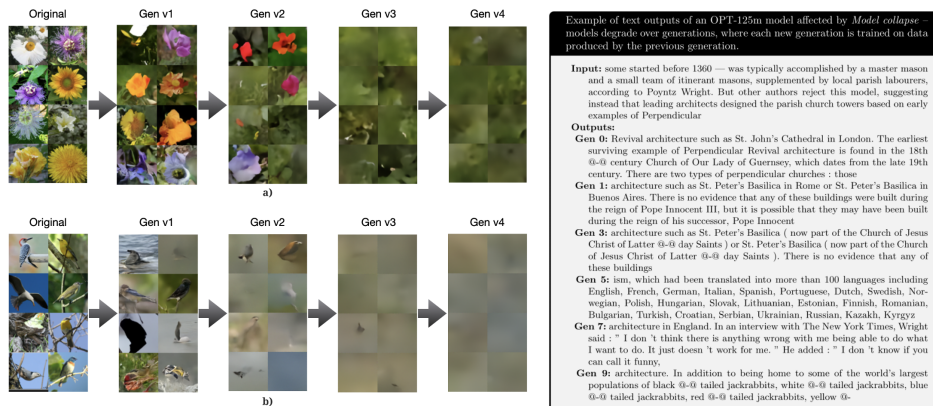 Original Gen v1 Gen v2 Gen v3 Gen v4
a)
Original Gen v1 Gen v2 Gen v3 Gen v4
b)
Example of text outputs of an OPT-125m model affected by Model collapse –
models degrade over generations, where each new generation is trained on data
produced by the previous generation.
Input: some started before 1360 — was typically accomplished by a master mason
and a small team of itinerant masons, supplemented by local parish labourers,
according to Poyntz Wright. But other authors reject this model, suggesting
instead that leading architects designed the parish church towers based on early
examples of Perpendicular
Outputs:
Gen 0: Revival architecture such as St. John's Cathedral in London. The earliest
surviving example of Perpendicular Revival architecture is found in the 18th
@-@ century Church of Our Lady of Guernsey, which dates from the late 19th
century. There are two types of perpendicular churches : those
Gen 1: architecture such as St. Peter's Basilica in Rome or St. Peter's Basilica in
Buenos Aires. There is no evidence that any of these buildings were built during
the reign of Pope Innocent III, but it is possible that they may have been built
during the reign of his successor, Pope Innocent
Gen 3: architecture such as St. Peter's Basilica ( now part of the Church of Jesus
Christ of Latter @-@ day Saints ) or St. Peter's Basilica ( now part of the Church
of Jesus Christ of Latter @-@ day Saints ). There is no evidence that any of
these buildings
Gen 5: ism, which had been translated into more than 100 languages including
English, French, German, Italian, Spanish, Portuguese, Dutch, Swedish, Nor-
wegian, Polish, Hungarian, Slovak, Lithuanian, Estonian, Finnish, Romanian,
Bulgarian, Turkish, Croatian, Serbian, Ukrainian, Russian, Kazakh, Kyrgyz
Gen 7: architecture in England. In an interview with The New York Times, Wright
said : " I don 't think there is anything wrong with me being able to do what
I want to do. It just doesn 't work for me. " He added : " I don 't know if you
can call it funny,
Gen 9: architecture. In addition to being home to some of the world's largest
populations of black @-@ tailed jackrabbits, white @-@ tailed jackrabbits, blue
@-@ tailed jackrabbits, red @-@ tailed jackrabbits, yellow @-